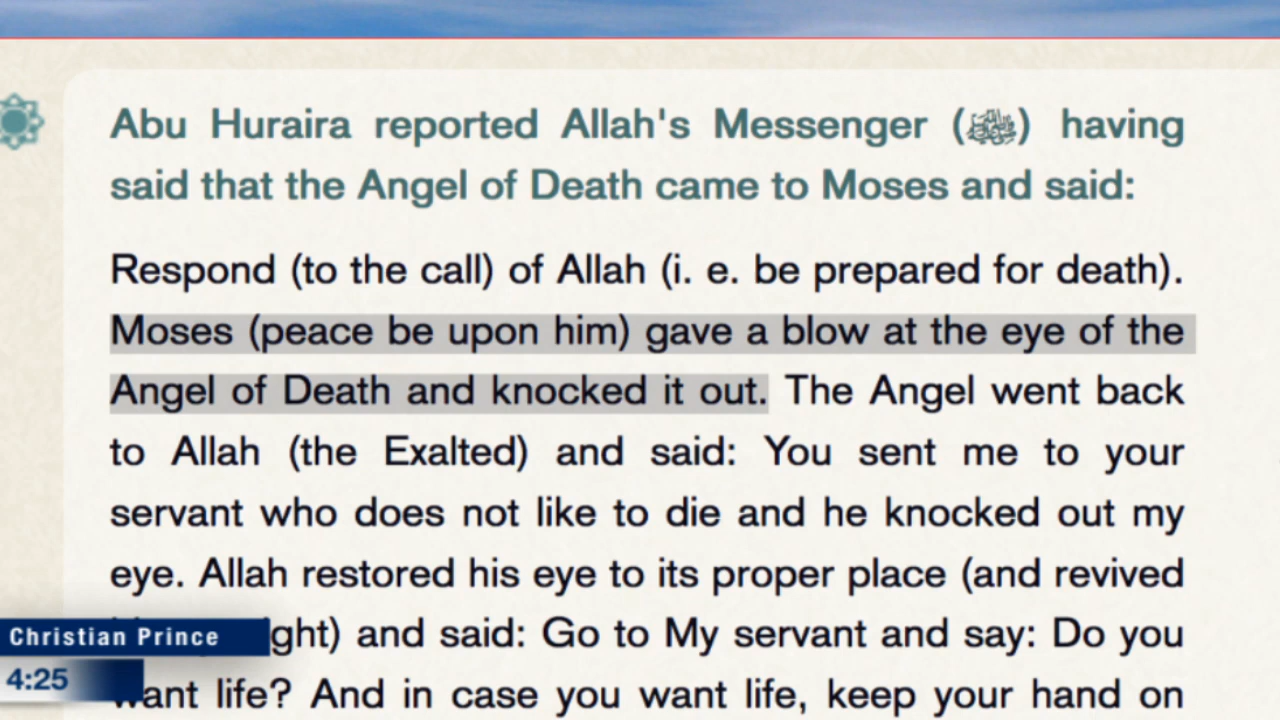 Abu Huraira reported Allah's Messenger (ﷺ) having
said that the Angel of Death came to Moses and said:
Respond (to the call) of Allah (i. e. be prepared for death).
Moses (peace be upon him) gave a blow at the eye of the
Angel of Death and knocked it out. The Angel went back
to Allah (the Exalted) and said: You sent me to your
servant who does not like to die and he knocked out my
eye. Allah restored his eye to its proper place (and revived
ght) and said: Go to My servant and say: Do you
want life? And in case you want life, keep your hand on
Christian Prince
4:25